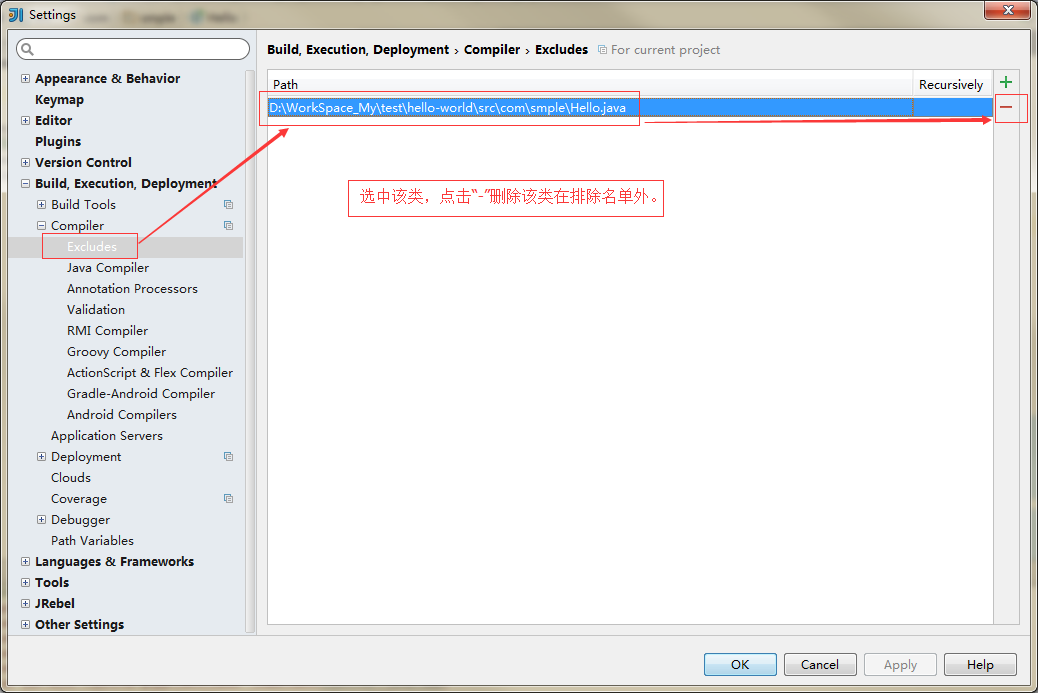 Settings
Build, Execution, Deployment › Compiler › Excludes For current project
Appearance & Behavior
Keymap
Editor
Plugins
Version Control
Build, Execution, Deployment
Build Tools
Compiler
Excludes
Java Compiler
Annotation Processors
Validation
RMI Compiler
Groovy Compiler
ActionScript & Flex Compiler
Gradle-Android Compiler
Android Compilers
Application Servers
Deployment
Clouds
Coverage
Debugger
Path Variables
Languages & Frameworks
Tools
JRebel
Other Settings
Path Recursively
D:\WorkSpace_My\test\hello-world\src\com\smple\Hello.java
选中该类，点击“-”删除该类在排除名单外。
OK Cancel Apply Help